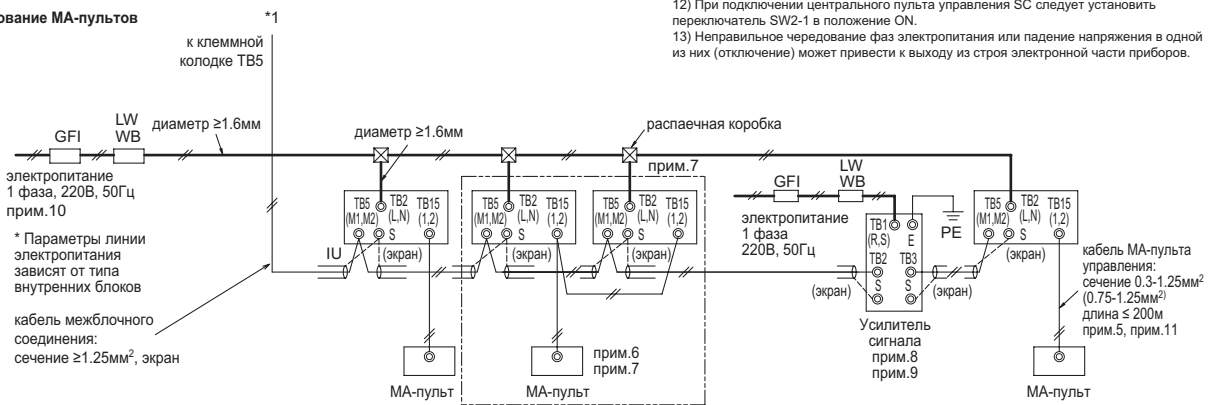 ование МА-пультов
*1
12) При подключении центрального пульта управления SC следует установить
переключатель SW2-1 в положение ON.
13) Неправильное чередование фаз электропитания или падение напряжения в одной
из них (отключение) может привести к выходу из строя электронной части приборов.
к клеммной
колодке TB5
GFI
LW
WB
диаметр ≥1.6мм
диаметр ≥1.6мм
распаечная коробка
прим.7
электропитание
1 фаза, 220В, 50Гц
прим.10
* Параметры линии
электропитания
зависят от типа
внутренних блоков
кабель межблочного
соединения:
сечение ≥1.25мм², экран
IU
TB5
(M1,M2)
TB2
(L,N)
TB15
(1,2)
S
(экран)
МА-пульт
TB5
(M1,M2)
TB2
(L,N)
TB15
(1,2)
S
(экран)
МА-пульт
прим.6
прим.7
TB5
(M1,M2)
TB2
(L,N)
TB15
(1,2)
S
(экран)
GFI
LW
WB
электропитание
1 фаза
220В, 50Гц
TB1
(R,S)
E
TB2
TB3
S
S
PE
(экран)
(экран)
Усилитель
сигнала
прим.8
прим.9
TB5
(M1,M2)
TB2
(L,N)
TB15
(1,2)
S
(экран)
кабель МА-пульта
управления:
сечение 0.3-1.25мм²
(0.75-1.25мм²)
длина ≤ 200м
прим.5, прим.11
МА-пульт